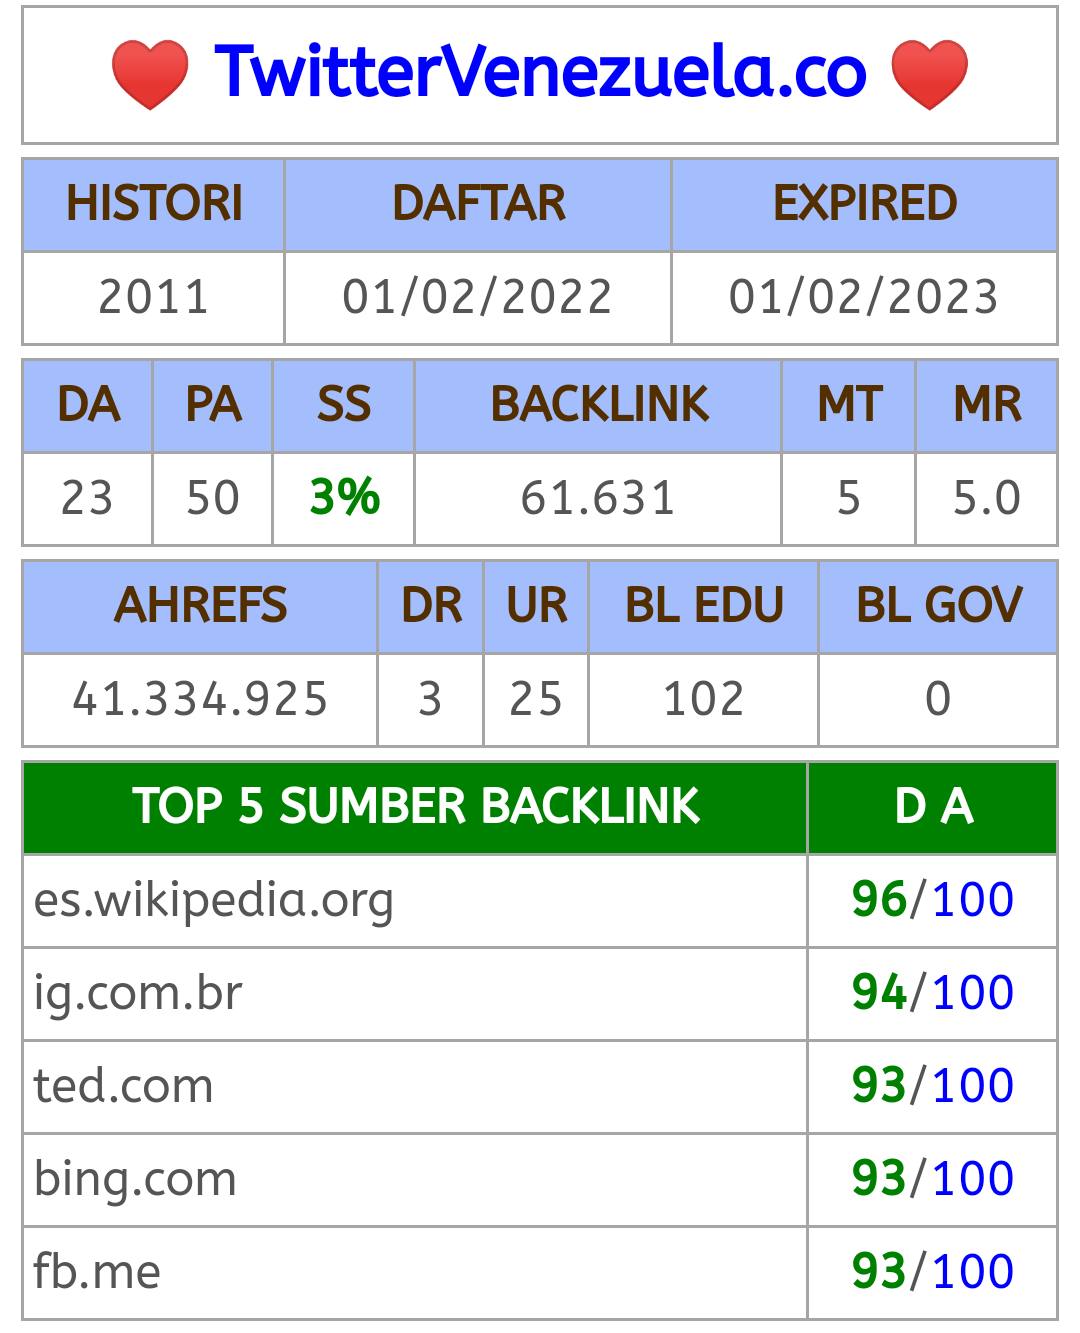 ❤️ TwitterVenezuela.co ❤️
HISTORI DAFTAR EXPIRED
2011 01/02/2022 01/02/2023
DA PA SS BACKLINK MT MR
23 50 3% 61.631 5 5.0
AHREFS DR UR BL EDU BL GOV
41.334.925 3 25 102 0
TOP 5 SUMBER BACKLINK D A
es.wikipedia.org 96/100
ig.com.br 94/100
ted.com 93/100
bing.com 93/100
fb.me 93/100